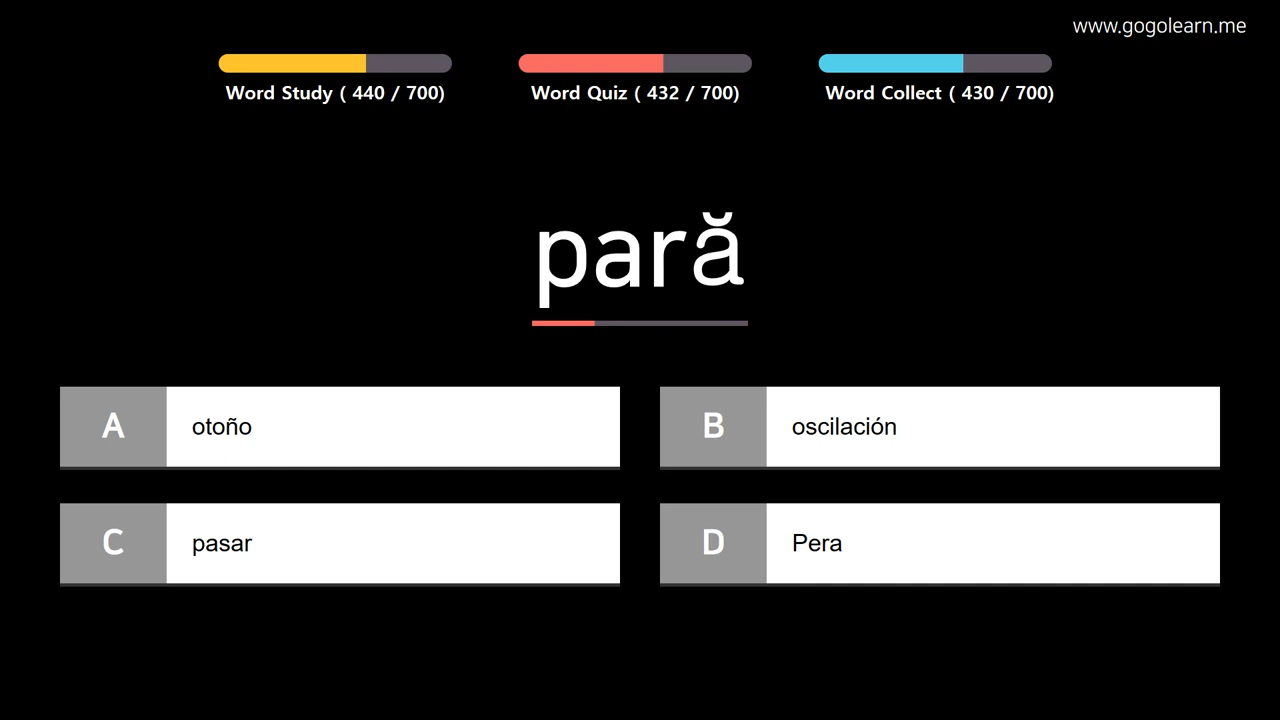 www.gogolearn.me
Word Study ( 440 / 700)
Word Quiz ( 432 / 700)
Word Collect ( 430 / 700)
pară
A otoño
B oscilación
C pasar
D Pera